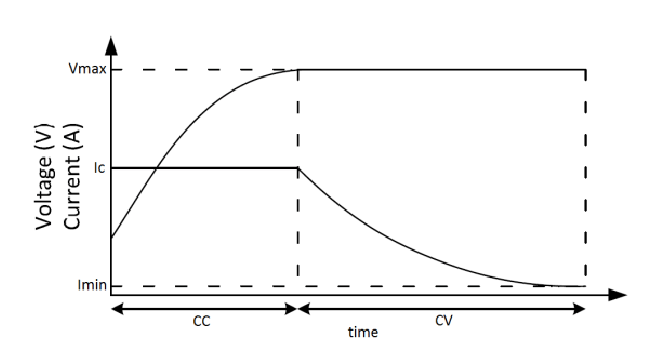 Vmax
Voltage (V)
Current (A)
Ic
Imin
CC
CV
time